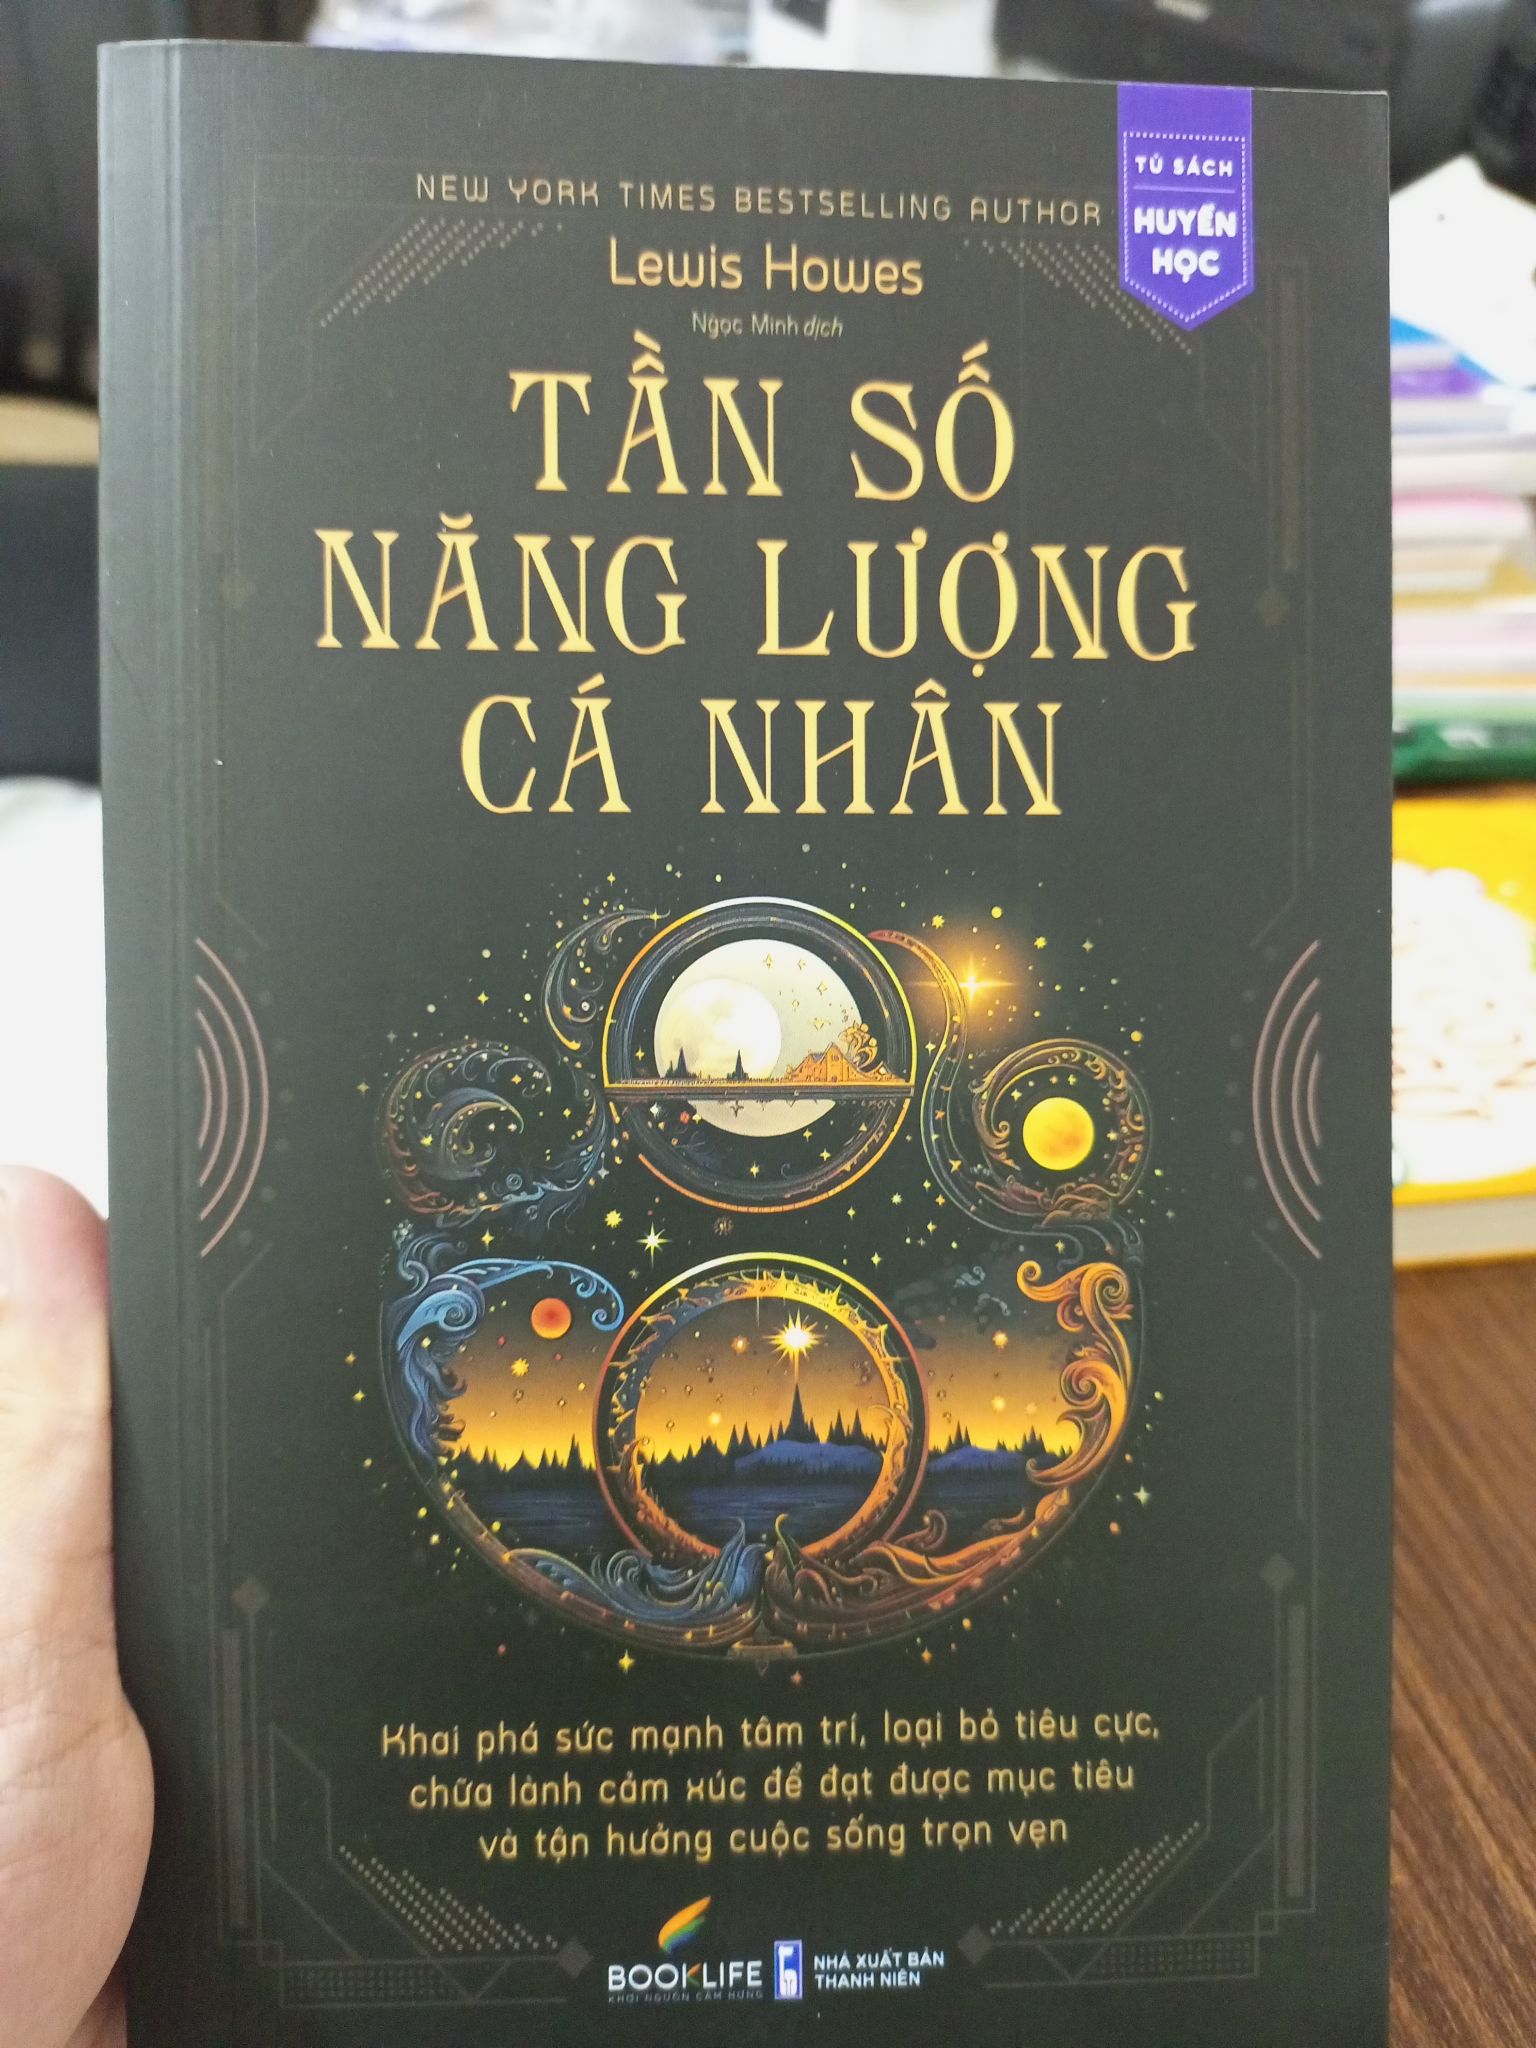 TỦ SÁCH
HUYỀN
HỌC
NEW YORK TIMES BESTSELLING AUTHOR
Lewis Howes
Ngọc Minh dịch
TẦN SỐ
NĂNG LƯỢNG
CÁ NHÂN
Khai phá sức mạnh tâm trí, loại bỏ tiêu cực,
chữa lành cảm xúc để đạt được mục tiêu
và tận hưởng cuộc sống trọn vẹn
BOOKLIFE
KHƠI NGUỒN CẢM HỨNG
NHÀ XUẤT BẢN
THANH NIÊN